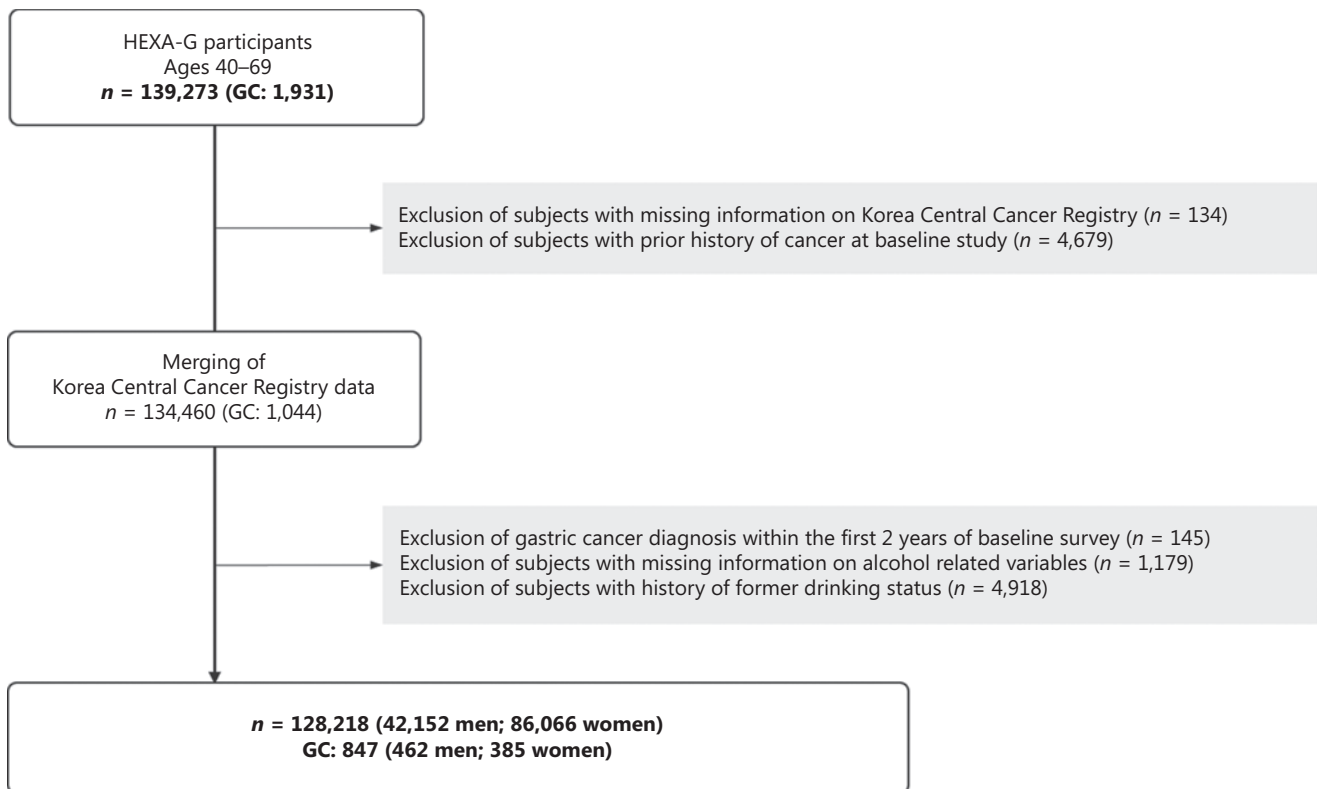 HEXA-G participants
Ages 40–69
n = 139,273 (GC: 1,931)
Exclusion of subjects with missing information on Korea Central Cancer Registry (n = 134)
Exclusion of subjects with prior history of cancer at baseline study (n = 4,679)
Merging of
Korea Central Cancer Registry data
n = 134,460 (GC: 1,044)
Exclusion of gastric cancer diagnosis within the first 2 years of baseline survey (n = 145)
Exclusion of subjects with missing information on alcohol related variables (n = 1,179)
Exclusion of subjects with history of former drinking status (n = 4,918)
n = 128,218 (42,152 men; 86,066 women)
GC: 847 (462 men; 385 women)